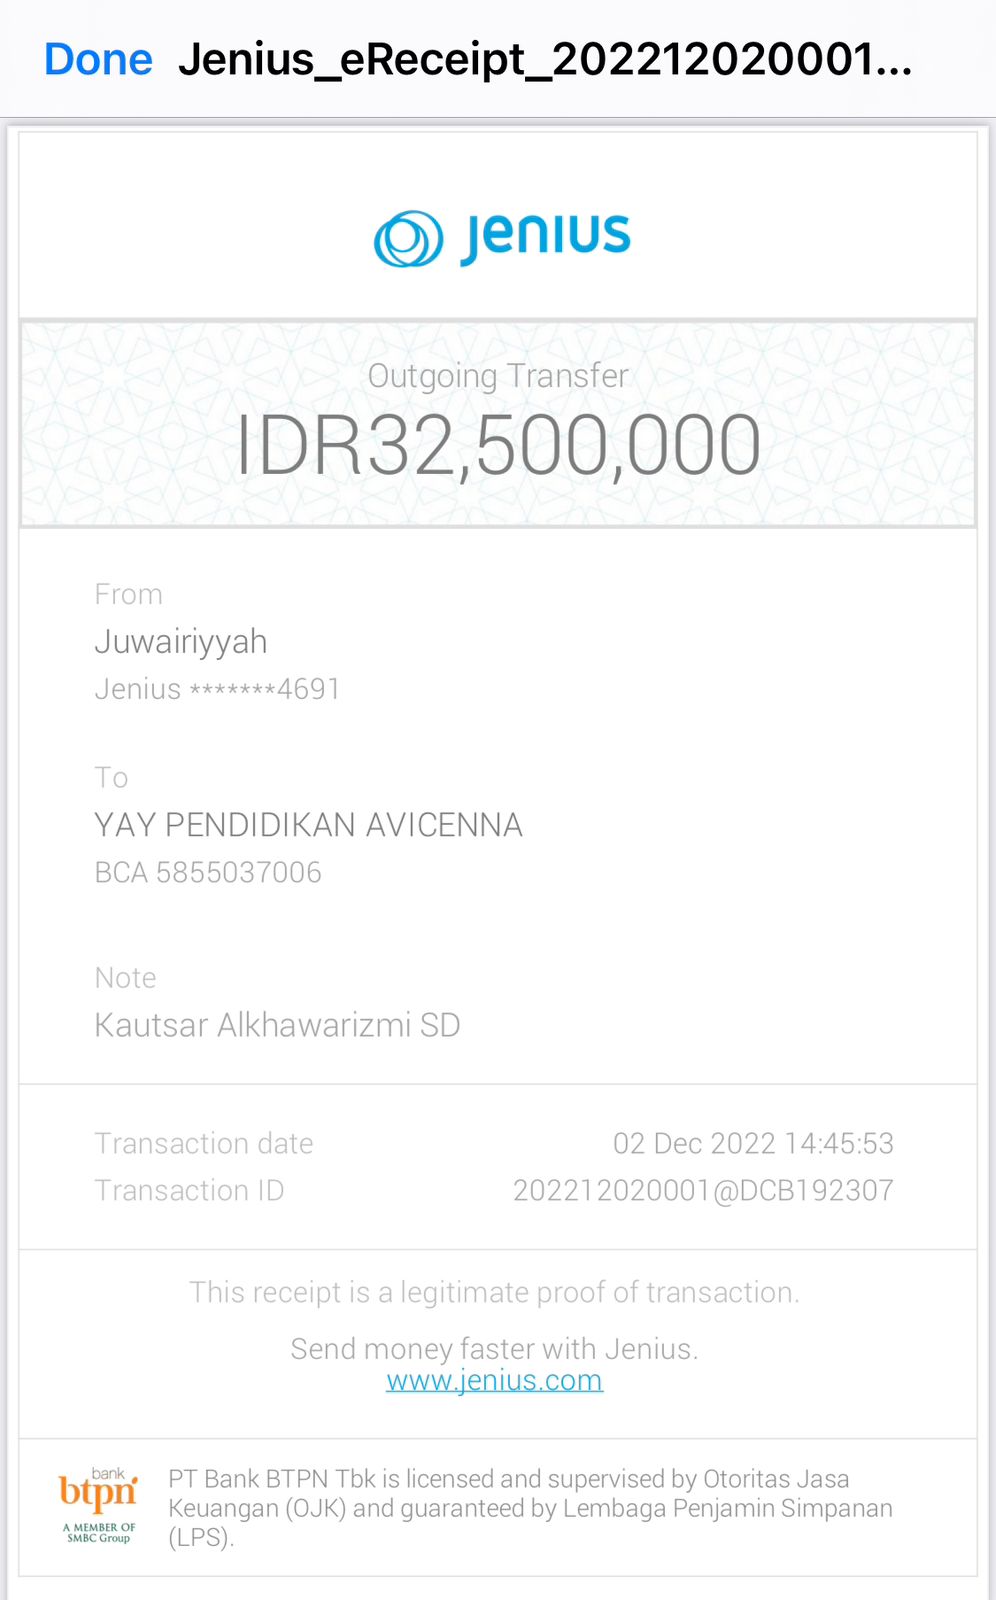 Done Jenius_eReceipt_202212020001...
Jenius
Outgoing Transfer
IDR32,500,000
From
Juwairiyyah
Jenius *******4691
To
YAY PENDIDIKAN AVICENNA
BCA 5855037006
Note
Kautsar Alkhawarizmi SD
Transaction date 02 Dec 2022 14:45:53
Transaction ID 202212020001@DCB192307
This receipt is a legitimate proof of transaction.
Send money faster with Jenius.
www.jenius.com
bank
btpn
A MEMBER OF
SMBC Group
PT Bank BTPN Tbk is licensed and supervised by Otoritas Jasa
Keuangan (OJK) and guaranteed by Lembaga Penjamin Simpanan
(LPS).